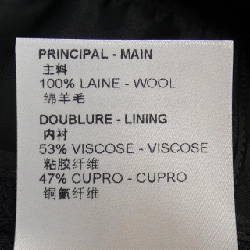 PRINCIPAL - MAIN
主料
100% LAINE - WOOL
绵羊毛
DOUBLURE - LINING
内衬
53% VISCOSE - VISCOSE
粘胶纤维
47% CUPRO - CUPRO
铜氨纤维